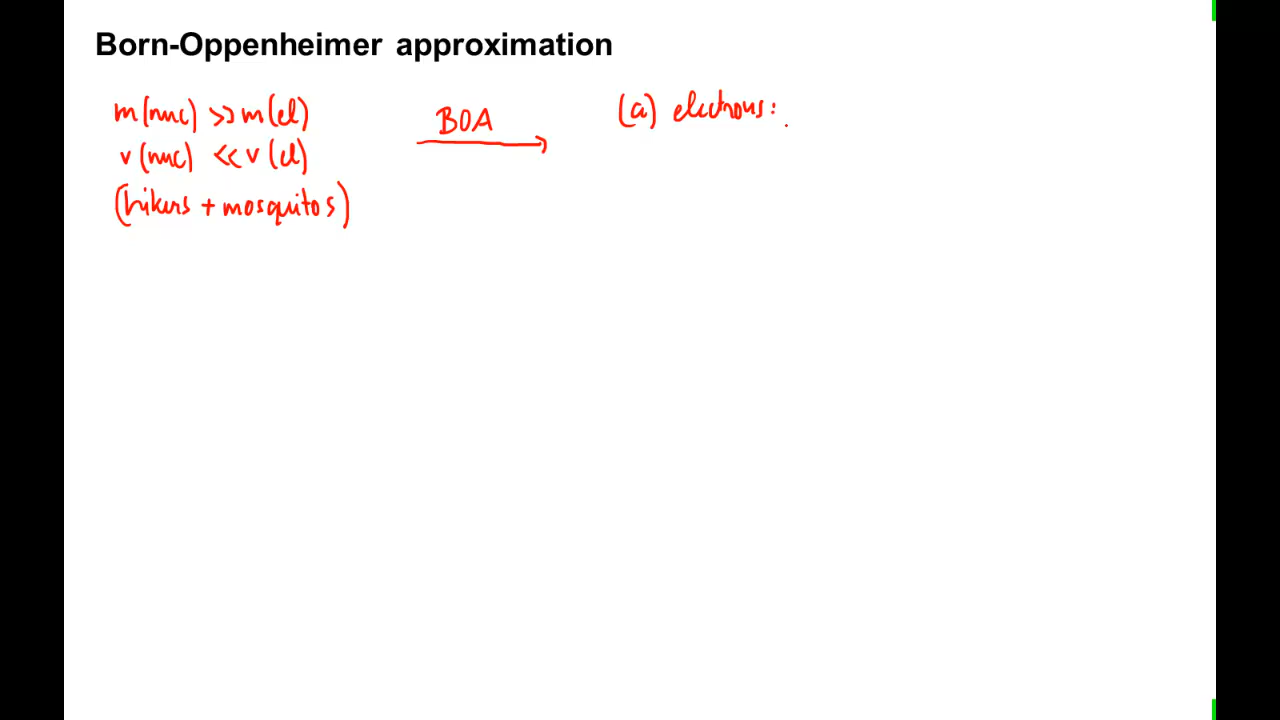 Born-Oppenheimer approximation
m(nuc) >> m(el)
v(nuc) << v(el)
(hikers + mosquitos)
BOA
(a) electrons: